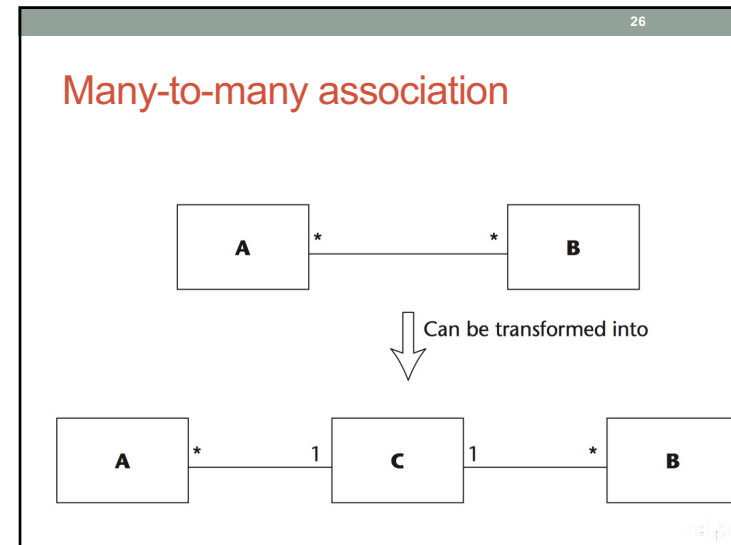 26
Many-to-many association
A * * B
Can be transformed into
A * 1 C 1 * B